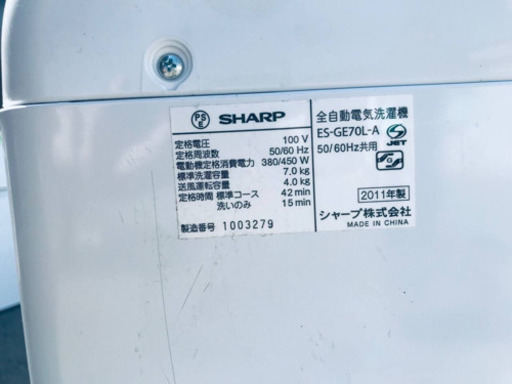 PS E SHARP
定格電圧 100 V
定格周波数 50/60 Hz
電動機定格消費電力 380/450 W
標準洗濯容量 7.0 kg
送風運転容量 4.0 kg
定格時間 標準コース 42 min
洗いのみ 15 min
製造番号 1003279
全自動電気洗濯機
ES-GE70L-A
50/60Hz共用
S JET
G
2011年製
シャープ株式会社
MADE IN CHINA